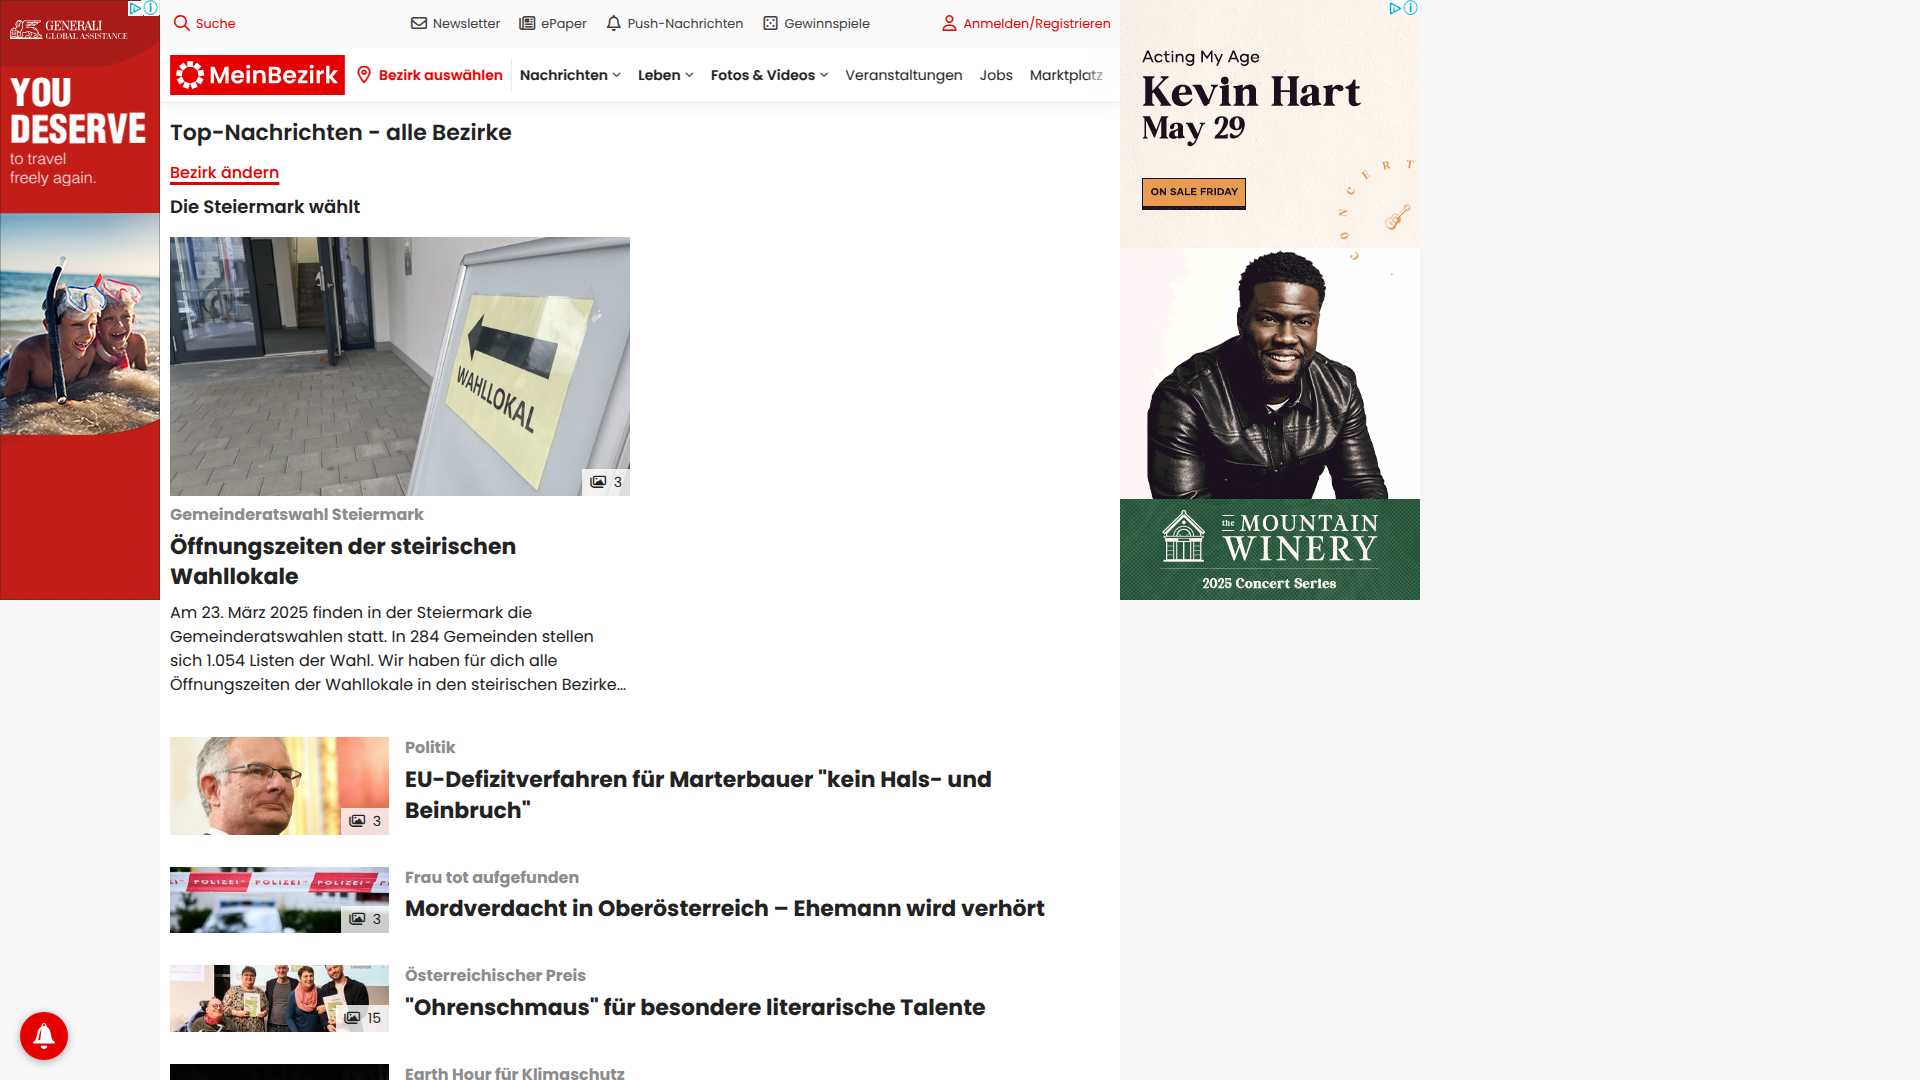 GENERALI
GLOBAL ASSISTANCE
YOU
DESERVE
to travel
freely again.
Suche
Newsletter
ePaper
Push-Nachrichten
Gewinnspiele
Anmelden/Registrieren
MeinBezirk
Bezirk auswählen
Nachrichten
Leben
Fotos & Videos
Veranstaltungen
Jobs
Marktplatz
Top-Nachrichten - alle Bezirke
Bezirk ändern
Die Steiermark wählt
WAHLLOKAL
3
Gemeinderatswahl Steiermark
Öffnungszeiten der steirischen
Wahllokale
Am 23. März 2025 finden in der Steiermark die
Gemeinderatswahlen statt. In 284 Gemeinden stellen
sich 1.054 Listen der Wahl. Wir haben für dich alle
Öffnungszeiten der Wahllokale in den steirischen Bezirke...
3
Politik
EU-Defizitverfahren für Marterbauer "kein Hals- und
Beinbruch"
POLIZEI POLIZEI POLIZEI
3
Frau tot aufgefunden
Mordverdacht in Oberösterreich – Ehemann wird verhört
15
Österreichischer Preis
"Ohrenschmaus" für besondere literarische Talente
Earth Hour für Klimaschutz
Acting My Age
Kevin Hart
May 29
ON SALE FRIDAY
CONCERT
the MOUNTAIN
WINERY
2025 Concert Series